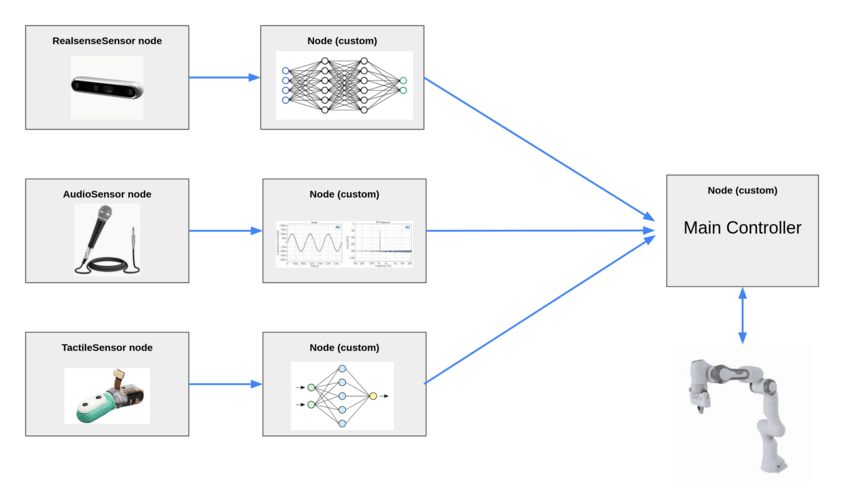 RealsenseSensor node
Node (custom)
AudioSensor node
Node (custom)
Node (custom)
Main Controller
TactileSensor node
Node (custom)